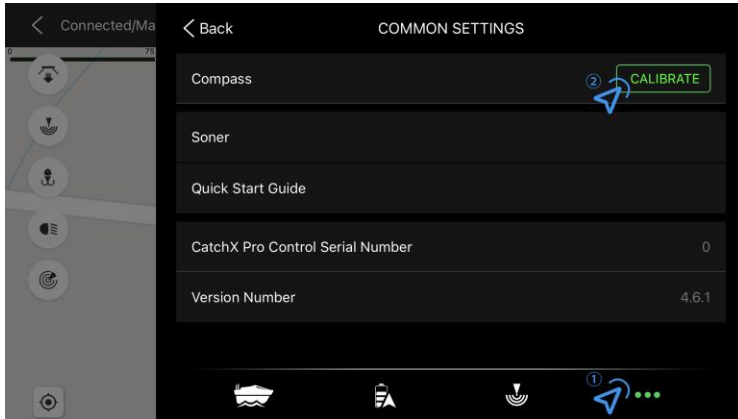 Connected/Ma
Back
COMMON SETTINGS
0
75
Compass
② CALIBRATE
Soner
Quick Start Guide
CatchX Pro Control Serial Number
0
Version Number
4.6.1
①